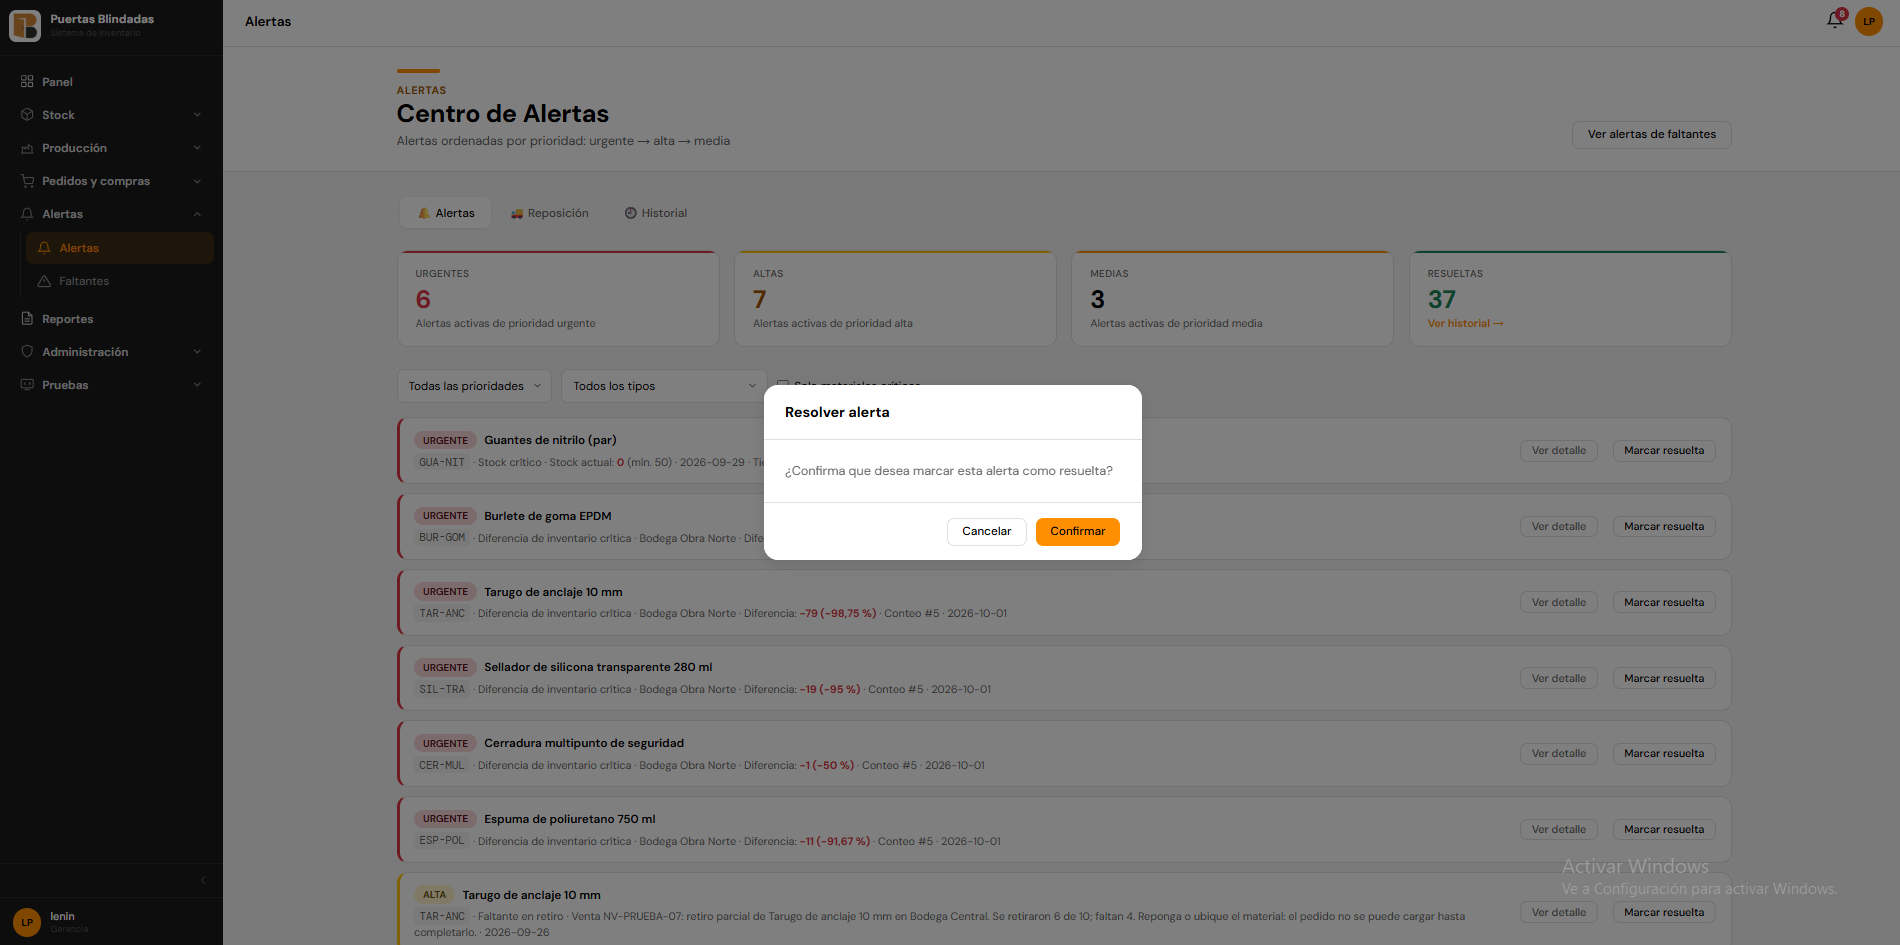 Puertas Blindadas
Sistema de Inventario
Alertas
8
LP
Panel
Stock
Producción
Pedidos y compras
Alertas
Alertas
Faltantes
Reportes
Administración
Pruebas
LP
lenin
Gerencia
ALERTAS
Centro de Alertas
Alertas ordenadas por prioridad: urgente → alta → media
Ver alertas de faltantes
Alertas
Reposición
Historial
URGENTES
6
Alertas activas de prioridad urgente
ALTAS
7
Alertas activas de prioridad alta
MEDIAS
3
Alertas activas de prioridad media
RESUELTAS
37
Ver historial →
Todas las prioridades
Todos los tipos
Solo materiales críticos
Resolver alerta
¿Confirma que desea marcar esta alerta como resuelta?
Cancelar
Confirmar
URGENTE Guantes de nitrilo (par)
GUA-NIT · Stock crítico · Stock actual: 0 (mín. 50) · 2026-09-29 ·
Ver detalle
Marcar resuelta
URGENTE Burlete de goma EPDM
BUR-GOM · Diferencia de inventario crítica · Bodega Obra Norte ·
Ver detalle
Marcar resuelta
URGENTE Tarugo de anclaje 10 mm
TAR-ANC · Diferencia de inventario crítica · Bodega Obra Norte · Diferencia: -79 (-98,75 %) · Conteo #5 · 2026-10-01
Ver detalle
Marcar resuelta
URGENTE Sellador de silicona transparente 280 ml
SIL-TRA · Diferencia de inventario crítica · Bodega Obra Norte · Diferencia: -19 (-95 %) · Conteo #5 · 2026-10-01
Ver detalle
Marcar resuelta
URGENTE Cerradura multipunto de seguridad
CER-MUL · Diferencia de inventario crítica · Bodega Obra Norte · Diferencia: -1 (-50 %) · Conteo #5 · 2026-10-01
Ver detalle
Marcar resuelta
URGENTE Espuma de poliuretano 750 ml
ESP-POL · Diferencia de inventario crítica · Bodega Obra Norte · Diferencia: -11 (-91,67 %) · Conteo #5 · 2026-10-01
Ver detalle
Marcar resuelta
ALTA Tarugo de anclaje 10 mm
TAR-ANC · Faltante en retiro · Venta NV-PRUEBA-07: retiro parcial de Tarugo de anclaje 10 mm en Bodega Central. Se retiraron 6 de 10; faltan 4. Reponga o ubique el material: el pedido no se puede cargar hasta
completarlo. · 2026-09-26
Ver detalle
Marcar resuelta
Activar Windows
Ve a Configuración para activar Windows.